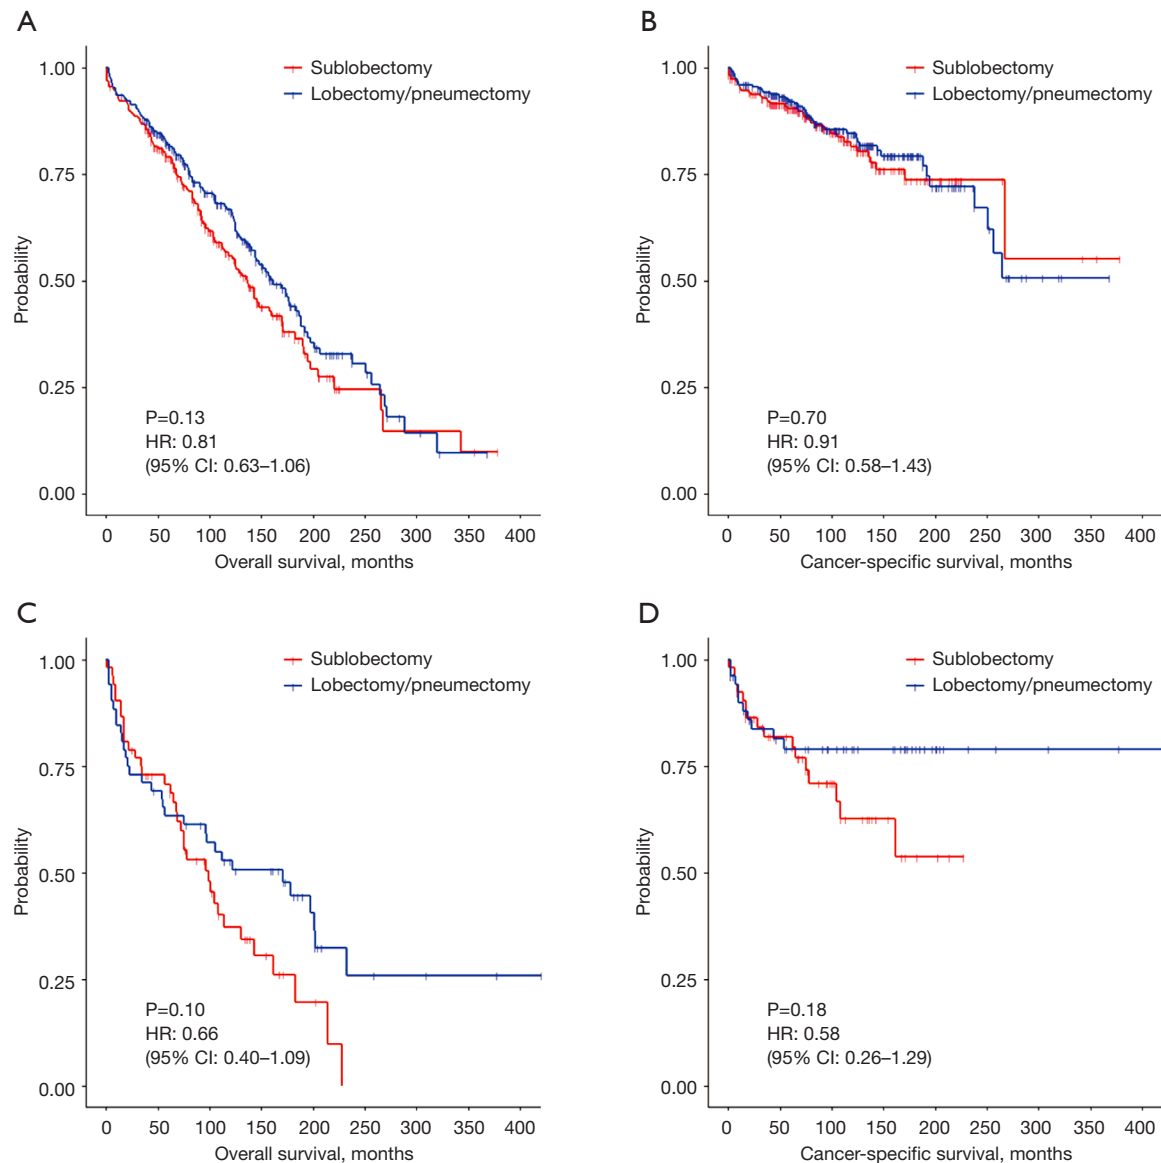 A
1.00
0.75
0.50
0.25
0.00
Probability
Sublobectomy
Lobectomy/pneumectomy
P=0.13
HR: 0.81
(95% CI: 0.63–1.06)
0 50 100 150 200 250 300 350 400
Overall survival, months
B
1.00
0.75
0.50
0.25
0.00
Probability
Sublobectomy
Lobectomy/pneumectomy
P=0.70
HR: 0.91
(95% CI: 0.58–1.43)
0 50 100 150 200 250 300 350 400
Cancer-specific survival, months
C
1.00
0.75
0.50
0.25
0.00
Probability
Sublobectomy
Lobectomy/pneumectomy
P=0.10
HR: 0.66
(95% CI: 0.40–1.09)
0 50 100 150 200 250 300 350 400
Overall survival, months
D
1.00
0.75
0.50
0.25
0.00
Probability
Sublobectomy
Lobectomy/pneumectomy
P=0.18
HR: 0.58
(95% CI: 0.26–1.29)
0 50 100 150 200 250 300 350 400
Cancer-specific survival, months